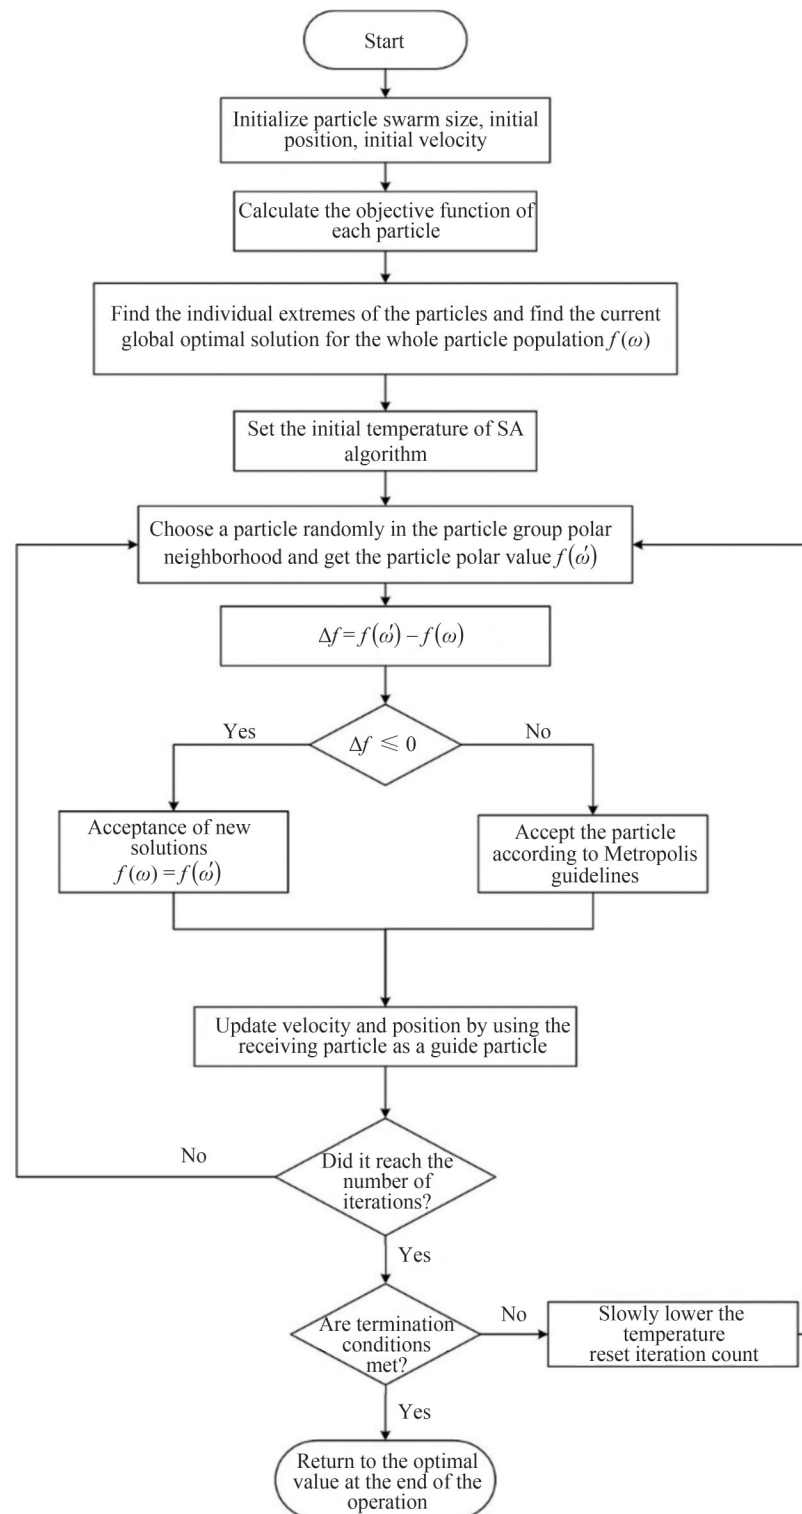 Start
Initialize particle swarm size, initial
position, initial velocity
Calculate the objective function of
each particle
Find the individual extremes of the particles and find the current
global optimal solution for the whole particle population f(ω)
Set the initial temperature of SA
algorithm
Choose a particle randomly in the particle group polar
neighborhood and get the particle polar value f(ω′)
Δf=f(ω′)−f(ω)
Yes
Δf ⩽ 0
No
Acceptance of new
solutions
f(ω)=f(ω′)
Accept the particle
according to Metropolis
guidelines
Update velocity and position by using the
receiving particle as a guide particle
No
Did it reach the
number of
iterations?
Yes
Are termination
conditions
met?
No
Slowly lower the
temperature
reset iteration count
Yes
Return to the optimal
value at the end of the
operation